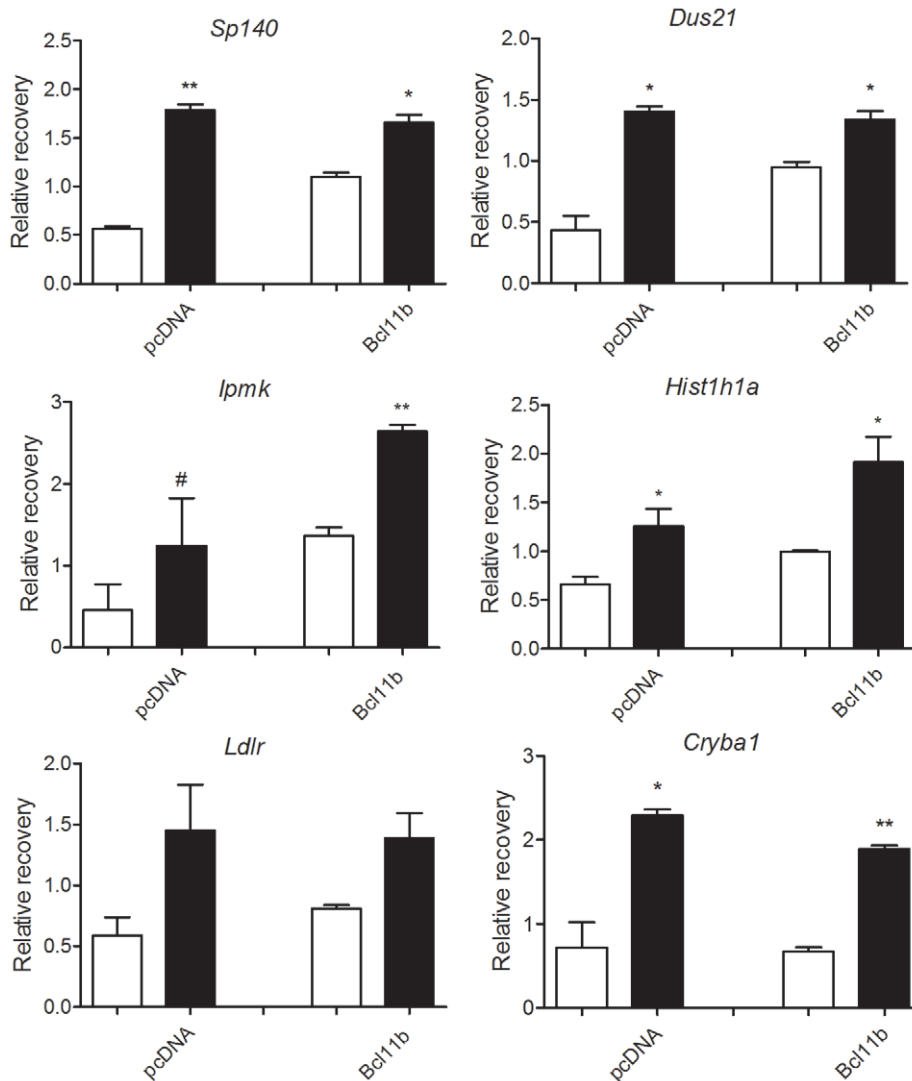 Sp140
Relative recovery
2.5
2.0
1.5
1.0
0.5
0.0
**
*
pcDNA
Bcl11b
Dus21
Relative recovery
2.0
1.5
1.0
0.5
0.0
*
*
pcDNA
Bcl11b
Ipmk
Relative recovery
3
2
1
0
#
**
pcDNA
Bcl11b
Hist1h1a
Relative recovery
2.5
2.0
1.5
1.0
0.5
0.0
*
*
pcDNA
Bcl11b
Ldlr
Relative recovery
2.0
1.5
1.0
0.5
0.0
pcDNA
Bcl11b
Cryba1
Relative recovery
3
2
1
0
*
**
pcDNA
Bcl11b